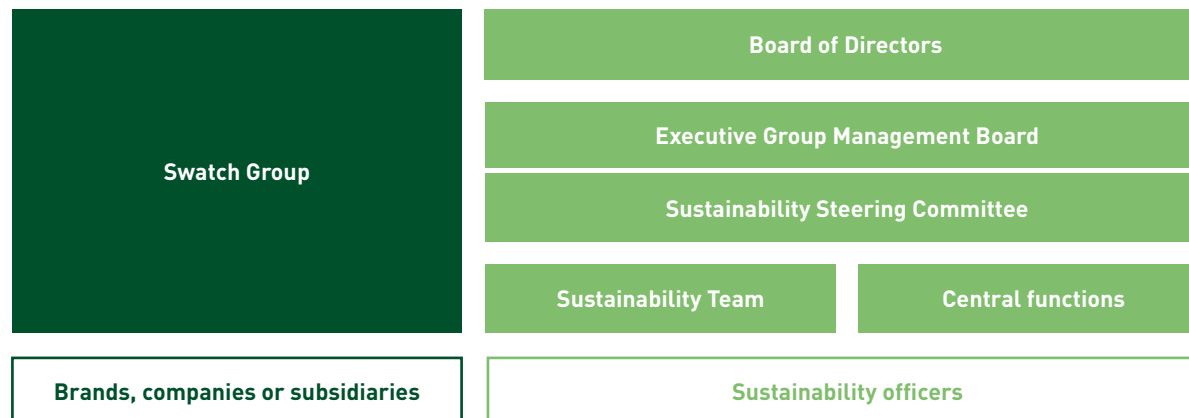 Swatch Group
Board of Directors
Executive Group Management Board
Sustainability Steering Committee
Sustainability Team
Central functions
Brands, companies or subsidiaries
Sustainability officers